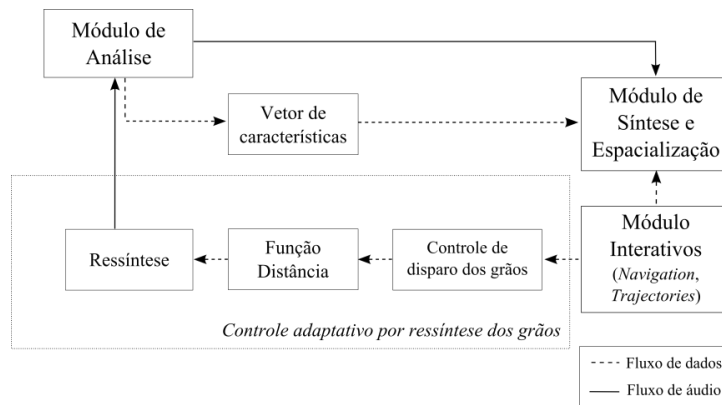 Módulo de
Análise
Vetor de
características
Módulo de
Síntese e
Espacialização
Ressíntese
Função
Distância
Controle de
disparo dos grãos
Módulo
Interativos
(Navigation,
Trajectories)
Controle adaptativo por ressíntese dos grãos
Fluxo de dados
Fluxo de áudio